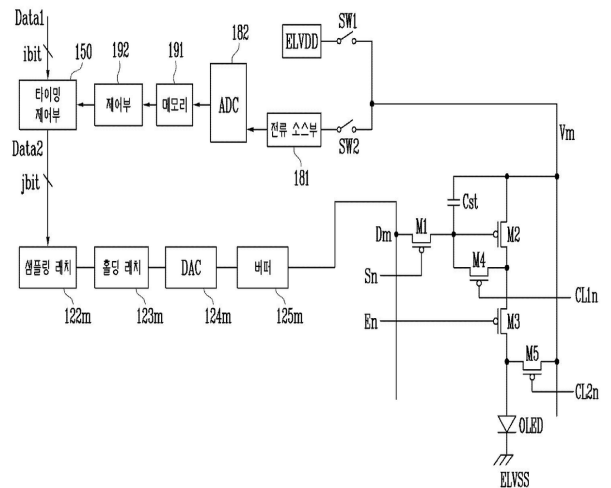 Data1
ibit
150
192
191
182
ELVDD
SW1
타이밍
제어부
제어부
메모리
ADC
전류 소스부
SW2
181
Vm
Data2
jbit
Cst
Dm
M1
M2
M4
Sn
CL1n
샘플링 래치
홀딩 래치
DAC
버퍼
122m
123m
124m
125m
En
M3
M5
CL2n
OLED
ELVSS